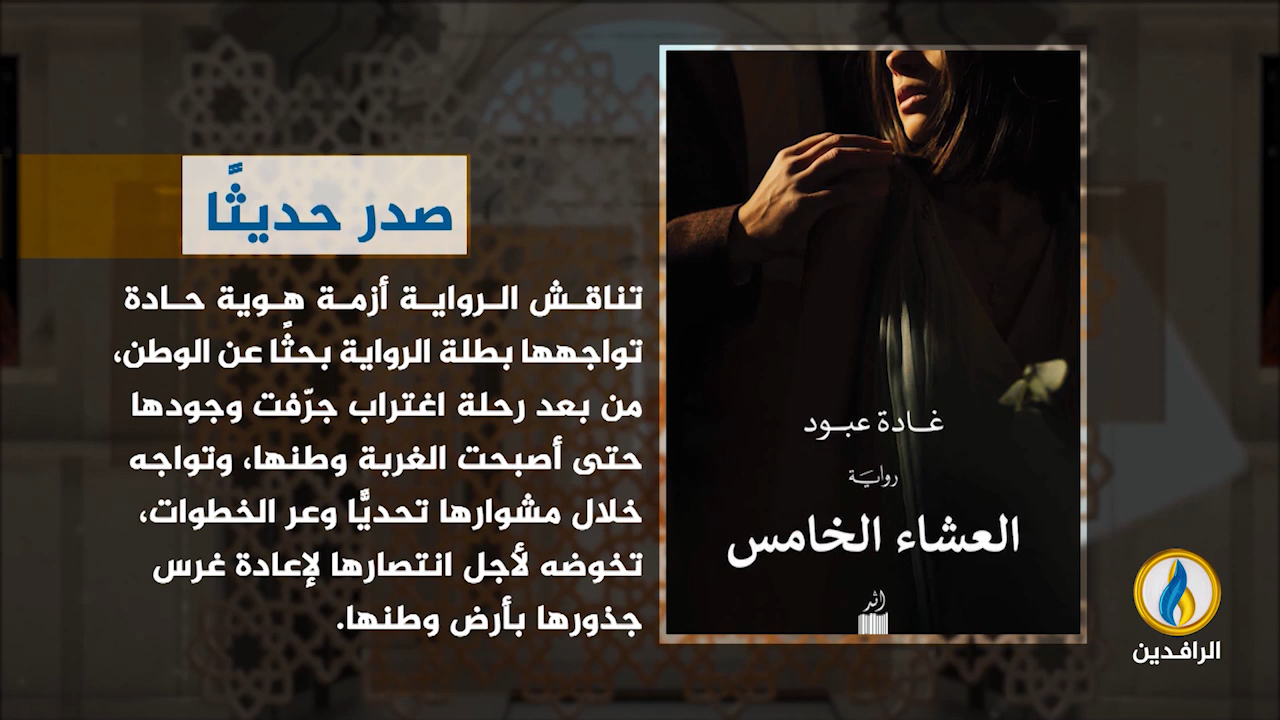 صدر حديثًا
تناقش الرواية أزمة هوية حادة
تواجهها بطلة الرواية بحثًا عن الوطن،
من بعد رحلة اغتراب جرّفت وجودها
حتى أصبحت الغربة وطنها، وتواجه
خلال مشوارها تحديًّا وعر الخطوات،
تخوضه لأجل انتصارها لإعادة غرس
جذورها بأرض وطنها.
غادة عبود
رواية
العشاء الخامس
اثر
الرافدين